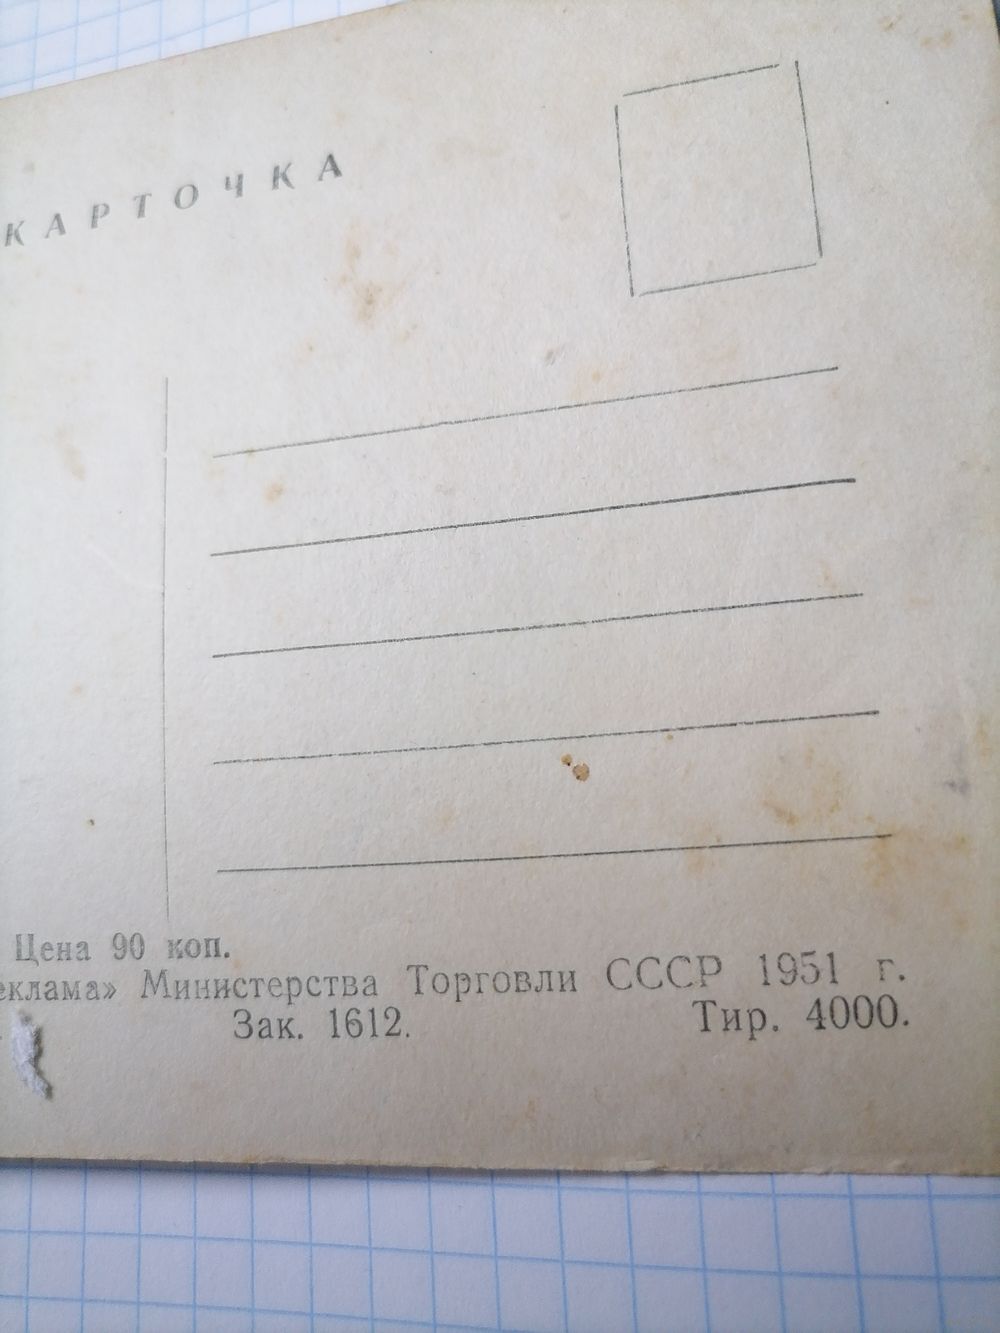 КАРТОЧКА
Цена 90 коп.
еклама» Министерства Торговли СССР 1951 г.
Зак. 1612. Тир. 4000.